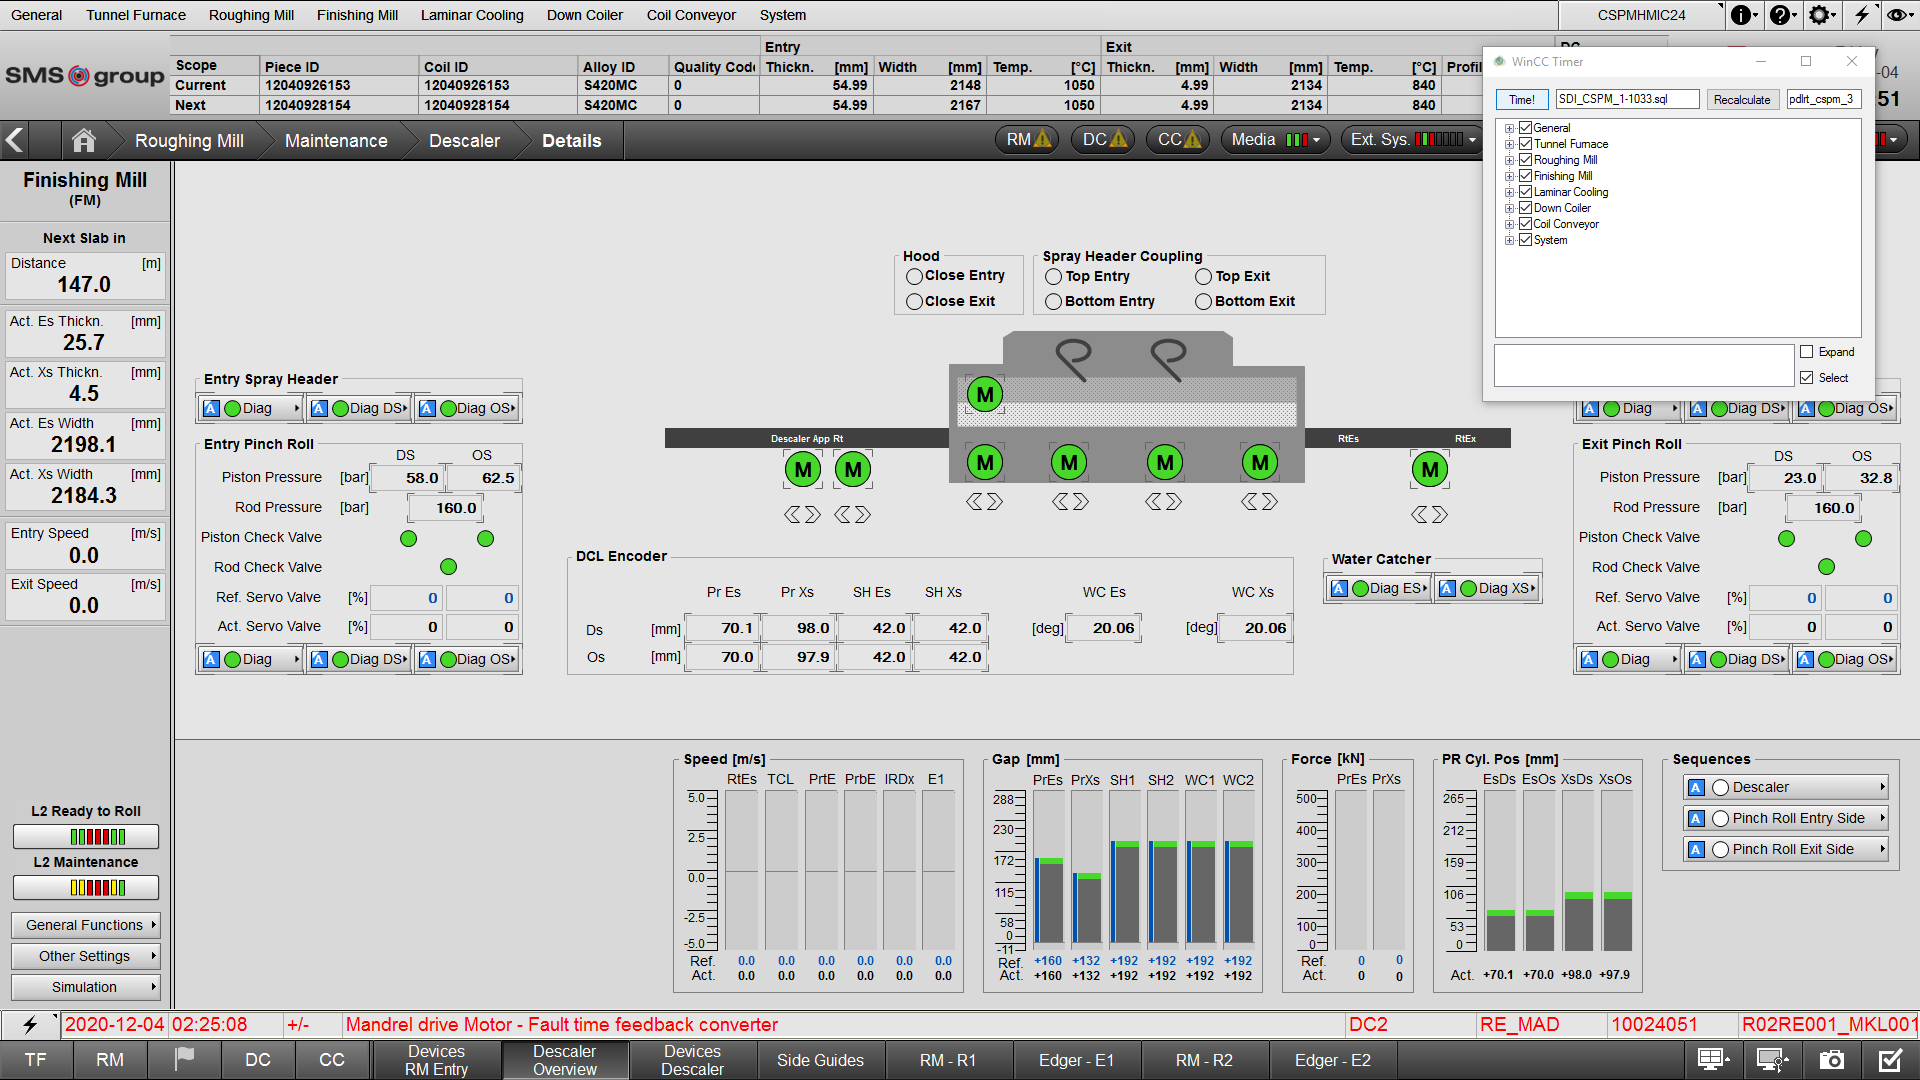 General Tunnel Furnace Roughing Mill Finishing Mill Laminar Cooling Down Coiler Coil Conveyor System CSPMHMIC24
SMS group
Entry Exit
Scope Piece ID Coil ID Alloy ID Quality Code Thickn. [mm] Width [mm] Temp. [°C] Thickn. [mm] Width [mm] Temp. [°C]
Current 12040926153 12040926153 S420MC 0 54.99 2148 1050 4.99 2134 840
Next 12040928154 12040928154 S420MC 0 54.99 2167 1050 4.99 2134 840
-04
51
Roughing Mill Maintenance Descaler Details RM DC CC Media Ext. Sys.
WinCC Timer
Time! SDI_CSPM_1-1033.sql Recalculate pdlrt_cspm_3
General
Tunnel Furnace
Roughing Mill
Finishing Mill
Laminar Cooling
Down Coiler
Coil Conveyor
System
Expand
Select
Finishing Mill
(FM)
Next Slab in
Distance [m]
147.0
Act. Es Thickn. [mm]
25.7
Act. Xs Thickn. [mm]
4.5
Act. Es Width [mm]
2198.1
Act. Xs Width [mm]
2184.3
Entry Speed [m/s]
0.0
Exit Speed [m/s]
0.0
L2 Ready to Roll
L2 Maintenance
General Functions
Other Settings
Simulation
Hood
Close Entry
Close Exit
Spray Header Coupling
Top Entry Top Exit
Bottom Entry Bottom Exit
M
Descaler App Rt RtEs RtEx
M M M M M M M
Entry Spray Header
A Diag A Diag DS A Diag OS
Entry Pinch Roll
DS OS
Piston Pressure [bar] 58.0 62.5
Rod Pressure [bar] 160.0
Piston Check Valve
Rod Check Valve
Ref. Servo Valve [%] 0 0
Act. Servo Valve [%] 0 0
A Diag A Diag DS A Diag OS
DCL Encoder
Pr Es Pr Xs SH Es SH Xs WC Es WC Xs
Ds [mm] 70.1 98.0 42.0 42.0 [deg] 20.06 [deg] 20.06
Os [mm] 70.0 97.9 42.0 42.0
Water Catcher
A Diag ES A Diag XS
A Diag A Diag DS A Diag OS
Exit Pinch Roll
DS OS
Piston Pressure [bar] 23.0 32.8
Rod Pressure [bar] 160.0
Piston Check Valve
Rod Check Valve
Ref. Servo Valve [%] 0 0
Act. Servo Valve [%] 0 0
A Diag A Diag DS A Diag OS
Speed [m/s]
RtEs TCL PrtE PrbE IRDx E1
5.0
2.5
0.0
-2.5
-5.0
Ref. 0.0 0.0 0.0 0.0 0.0 0.0
Act. 0.0 0.0 0.0 0.0 0.0 0.0
Gap [mm]
PrEs PrXs SH1 SH2 WC1 WC2
288
230
172
115
58
0
-11
Ref. +160 +132 +192 +192 +192 +192
Act. +160 +132 +192 +192 +192 +192
Force [kN]
PrEs PrXs
500
400
300
200
100
0
Ref. 0 0
Act. 0 0
PR Cyl. Pos [mm]
EsDs EsOs XsDs XsOs
265
212
159
106
53
0
Act. +70.1 +70.0 +98.0 +97.9
Sequences
A Descaler
A Pinch Roll Entry Side
A Pinch Roll Exit Side
2020-12-04 02:25:08 +/- Mandrel drive Motor - Fault time feedback converter DC2 RE_MAD 10024051 R02RE001_MKL001
TF RM DC CC Devices RM Entry Descaler Overview Devices Descaler Side Guides RM - R1 Edger - E1 RM - R2 Edger - E2